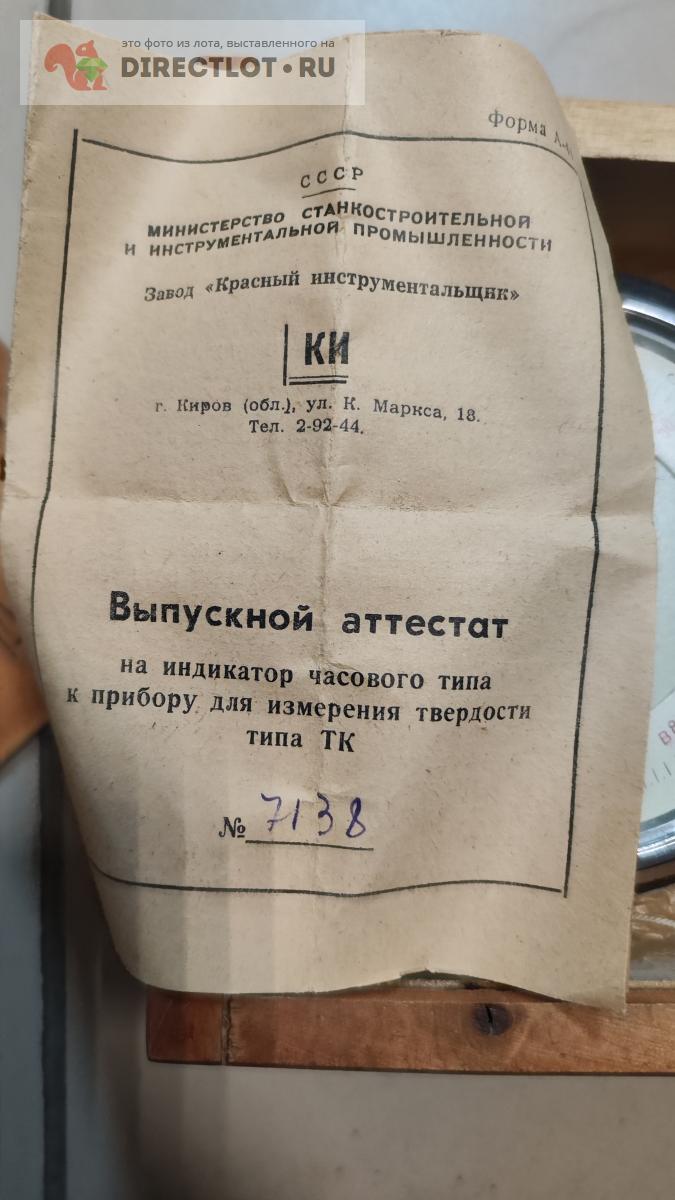 это фото из лота, выставленного на
DIRECTLOT•RU
Форма
СССР
МИНИСТЕРСТВО СТАНКОСТРОИТЕЛЬНОЙ
И ИНСТРУМЕНТАЛЬНОЙ ПРОМЫШЛЕННОСТИ
Завод «Красный инструментальщик»
КИ
г. Киров (обл.), ул. К. Маркса, 18.
Тел. 2-92-44.
Выпускной аттестат
на индикатор часового типа
к прибору для измерения твердости
типа ТК
№ 7138